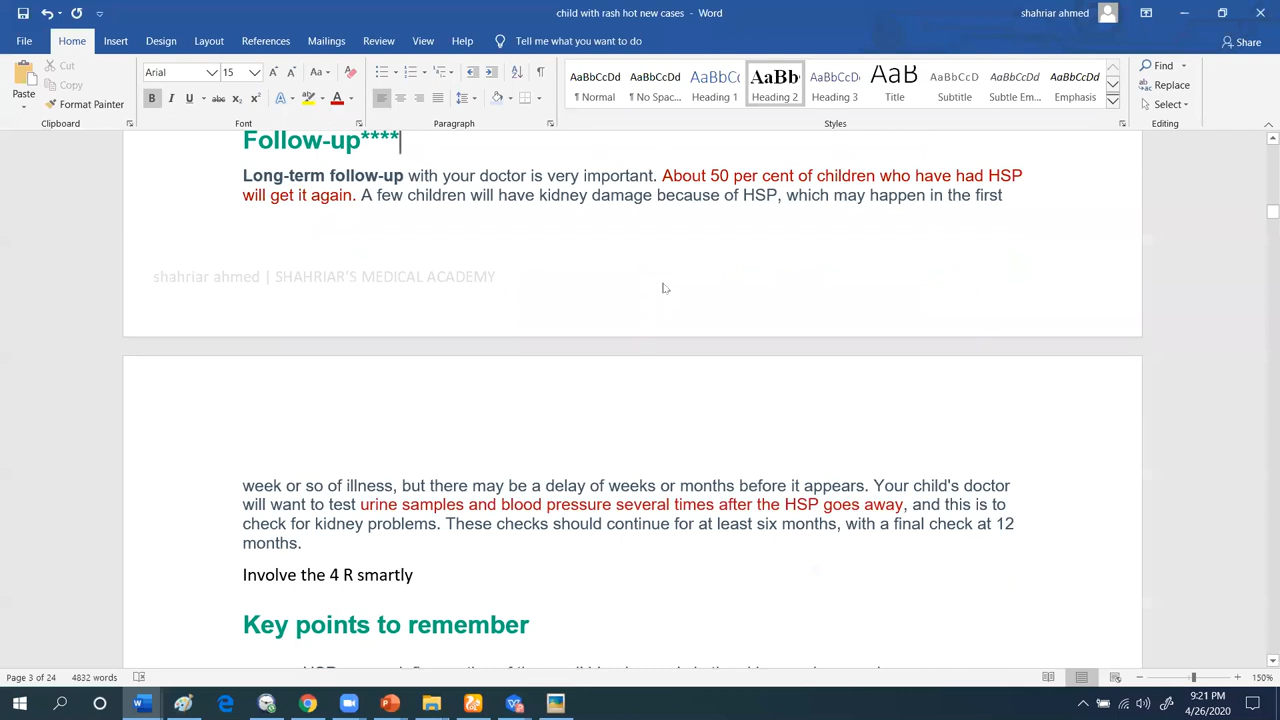 child with rash hot new cases - Word
shahriar ahmed
File Home Insert Design Layout References Mailings Review View Help Tell me what you want to do
Share
Paste
Cut
Copy
Format Painter
Clipboard
Arial 15
Font
Paragraph
AaBbCcDd AaBbCcDd AaBbC AaBb AaBbCcD AaB AaBbCcD AaBbCcDd AaBbCcDd
¶ Normal ¶ No Spac... Heading 1 Heading 2 Heading 3 Title Subtitle Subtle Em... Emphasis
Styles
Find
Replace
Select
Editing
Follow-up****
Long-term follow-up with your doctor is very important. About 50 per cent of children who have had HSP
will get it again. A few children will have kidney damage because of HSP, which may happen in the first
shahriar ahmed | SHAHRIAR'S MEDICAL ACADEMY
week or so of illness, but there may be a delay of weeks or months before it appears. Your child's doctor
will want to test urine samples and blood pressure several times after the HSP goes away, and this is to
check for kidney problems. These checks should continue for at least six months, with a final check at 12
months.
Involve the 4 R smartly
Key points to remember
Page 3 of 24 4832 words
150%
9:21 PM
4/26/2020